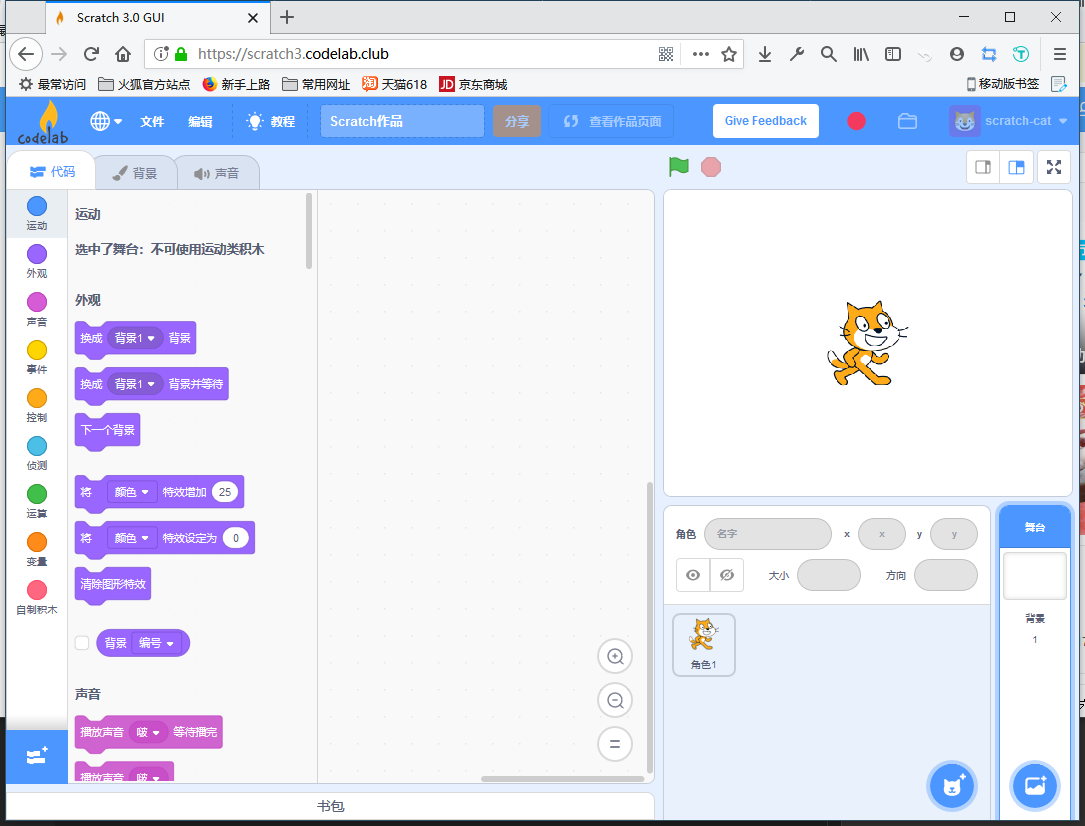 Scratch 3.0 GUI
https://scratch3.codelab.club
最常访问 火狐官方站点 新手上路 常用网址 天猫618 JD 京东商城 移动版书签
codelab 文件 编辑 教程 Scratch作品 分享 查看作品页面 Give Feedback scratch-cat
代码 背景 声音
运动
外观
声音
事件
控制
侦测
运算
变量
自制积木
运动
选中了舞台：不可使用运动类积木
外观
换成 背景1 背景
换成 背景1 背景并等待
下一个背景
将 颜色 特效增加 25
将 颜色 特效设定为 0
清除图形特效
背景 编号
声音
播放声音 啵 等待播完
播放声音 啵
书包
角色 名字 x x y y
大小 方向
角色1
舞台
背景
1